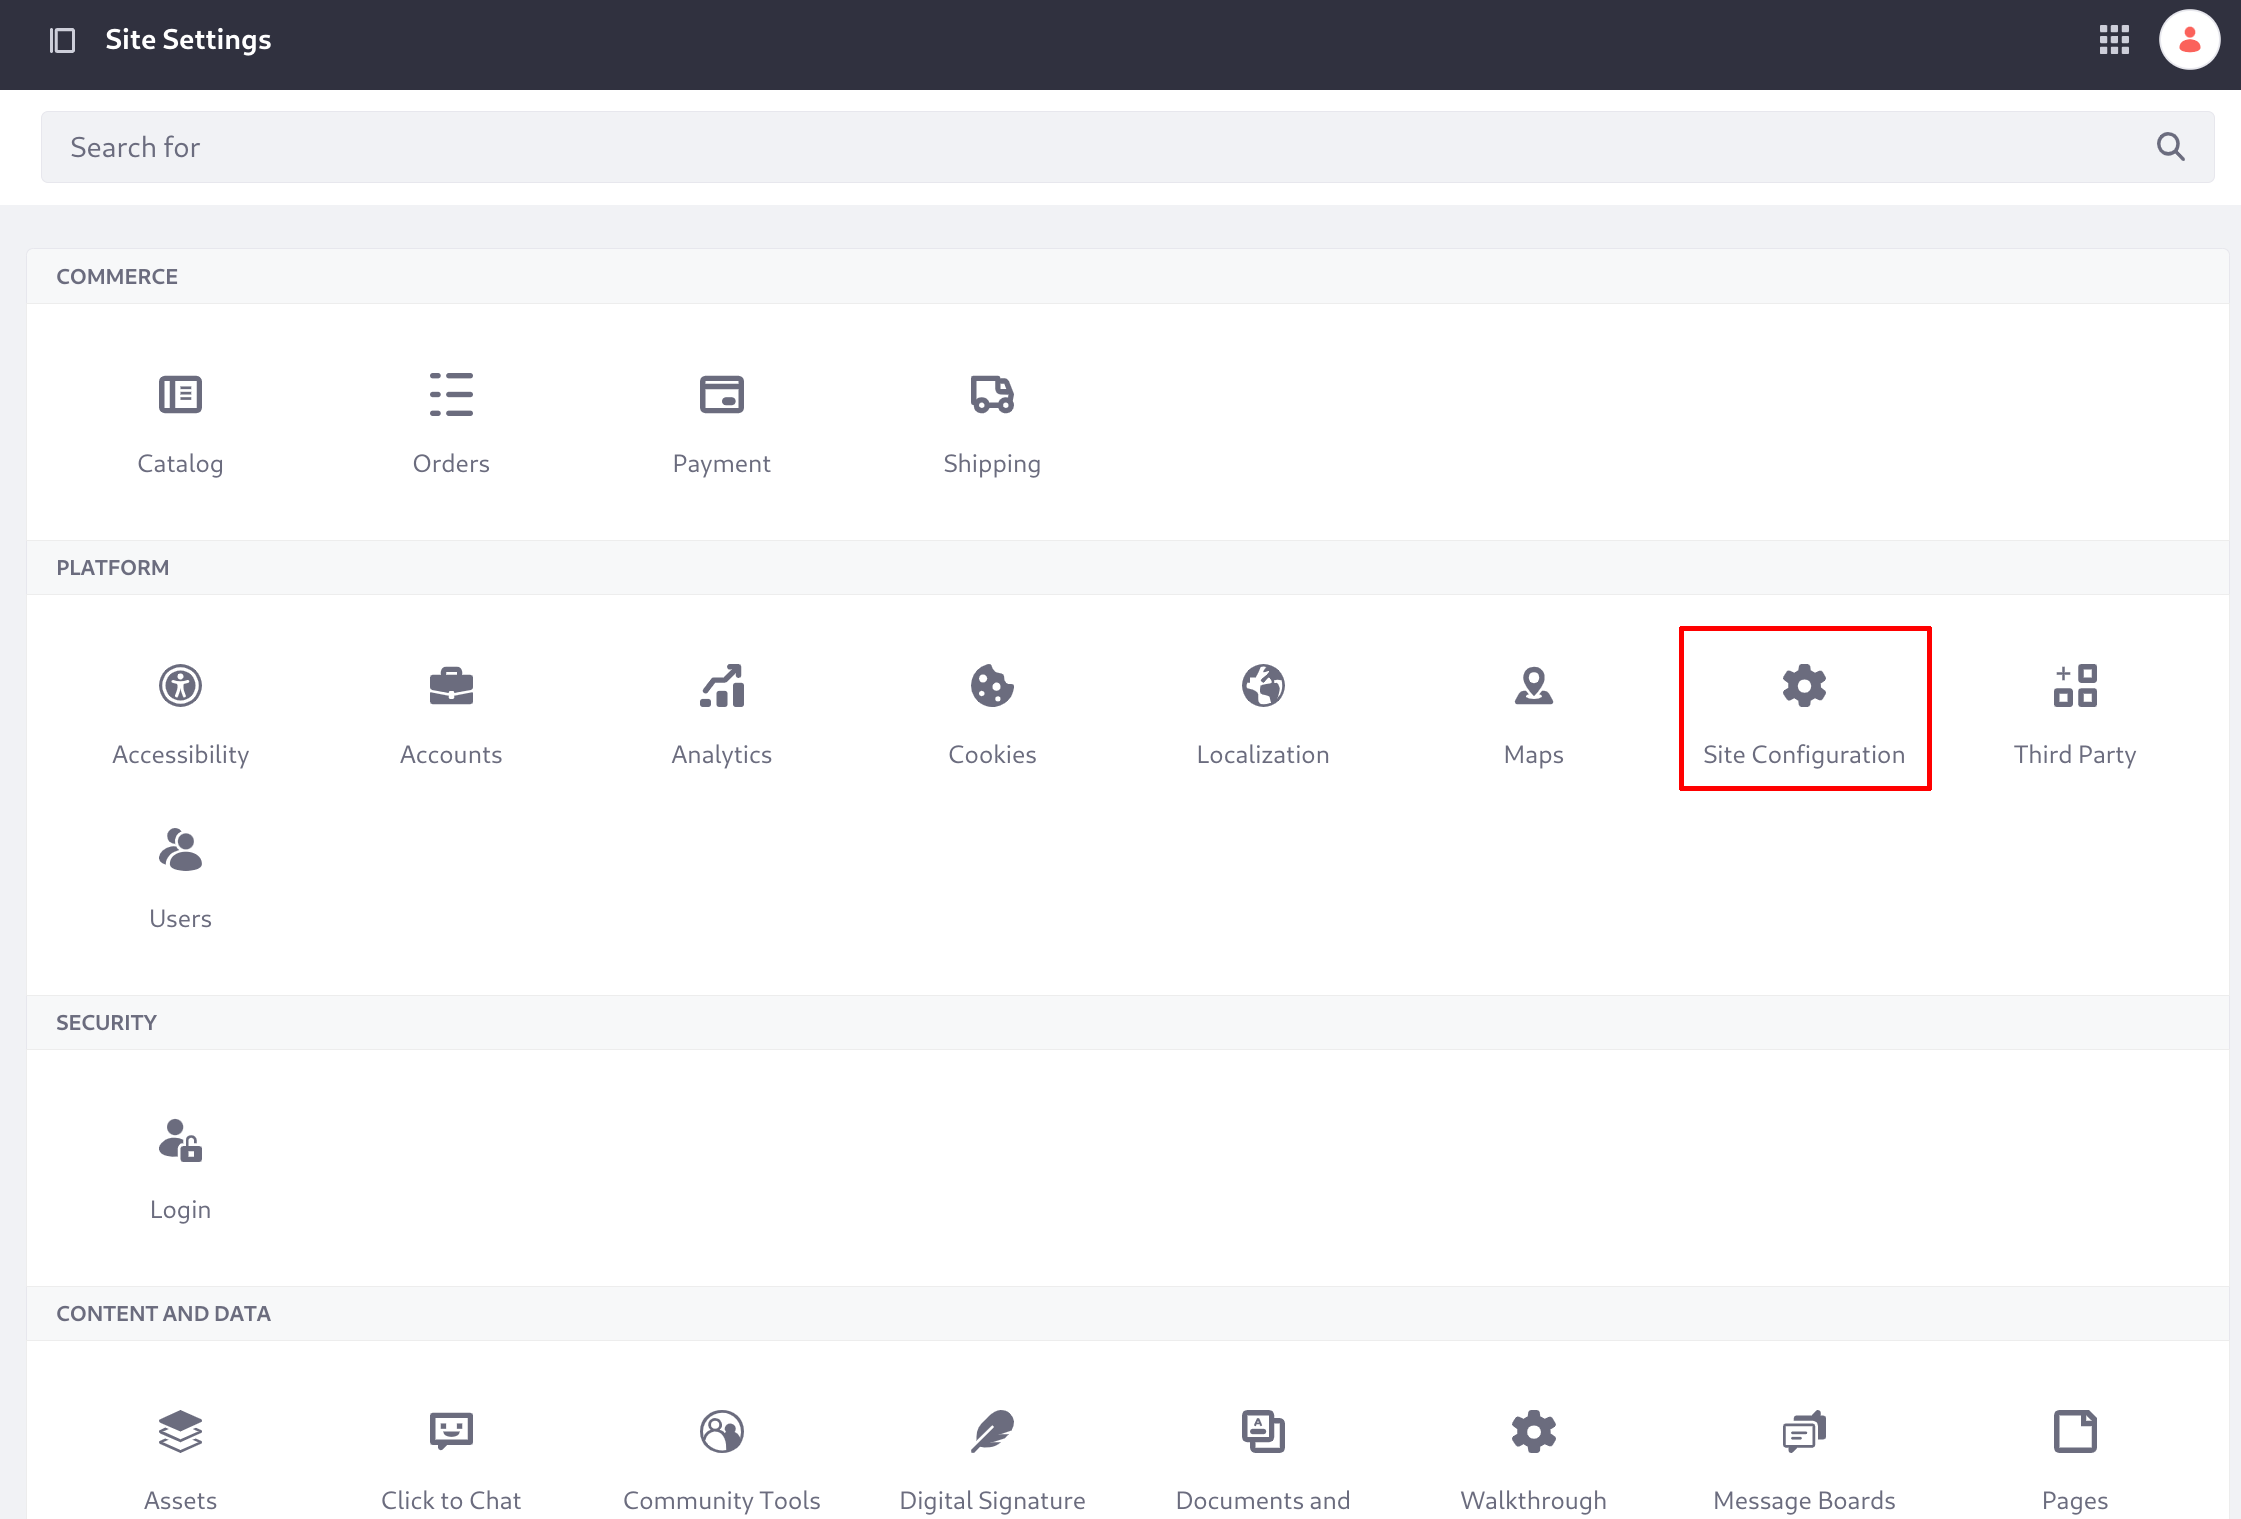 Site Settings
Search for
COMMERCE
Catalog
Orders
Payment
Shipping
PLATFORM
Accessibility
Accounts
Analytics
Cookies
Localization
Maps
Site Configuration
Third Party
Users
SECURITY
Login
CONTENT AND DATA
Assets
Click to Chat
Community Tools
Digital Signature
Documents and
Walkthrough
Message Boards
Pages